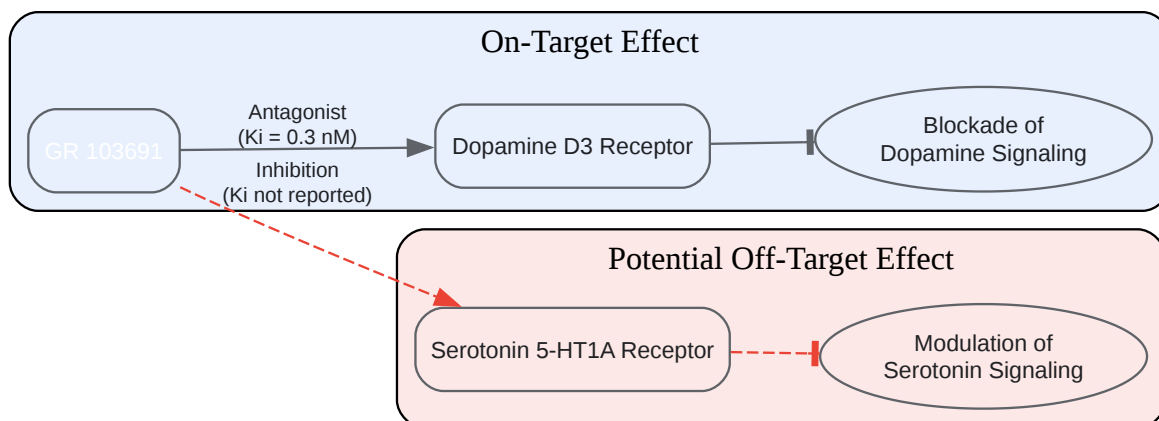 On-Target Effect
GR 103691
Antagonist
(Ki = 0.3 nM)
Inhibition
(Ki not reported)
Dopamine D3 Receptor
Blockade of
Dopamine Signaling
Potential Off-Target Effect
Serotonin 5-HT1A Receptor
Modulation of
Serotonin Signaling